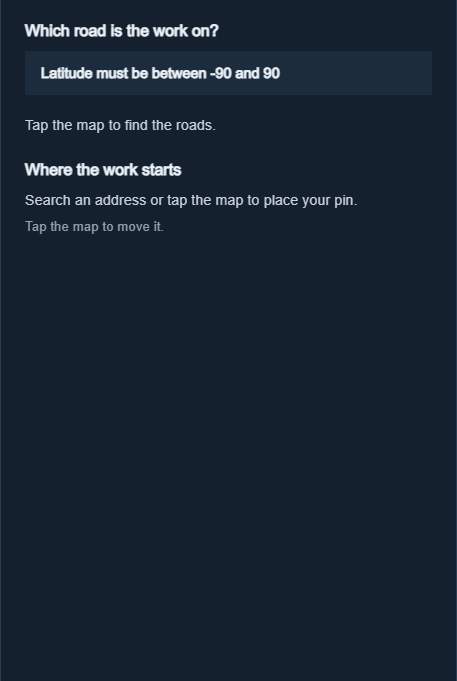 Which road is the work on?
Latitude must be between -90 and 90
Tap the map to find the roads.
Where the work starts
Search an address or tap the map to place your pin.
Tap the map to move it.